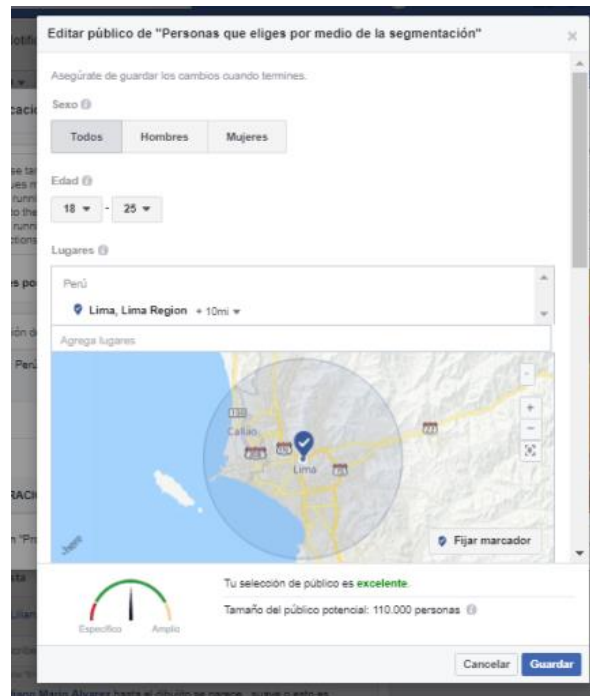 Editar público de "Personas que eliges por medio de la segmentación"
Asegúrate de guardar los cambios cuando termines.
Sexo
Todos Hombres Mujeres
Edad
18 - 25
Lugares
Perú
Lima, Lima Region + 10mi
Agrega lugares
Callao
Lima
Fijar marcador
Tu selección de público es excelente.
Específico Amplio
Tamaño del público potencial: 110.000 personas
Cancelar Guardar